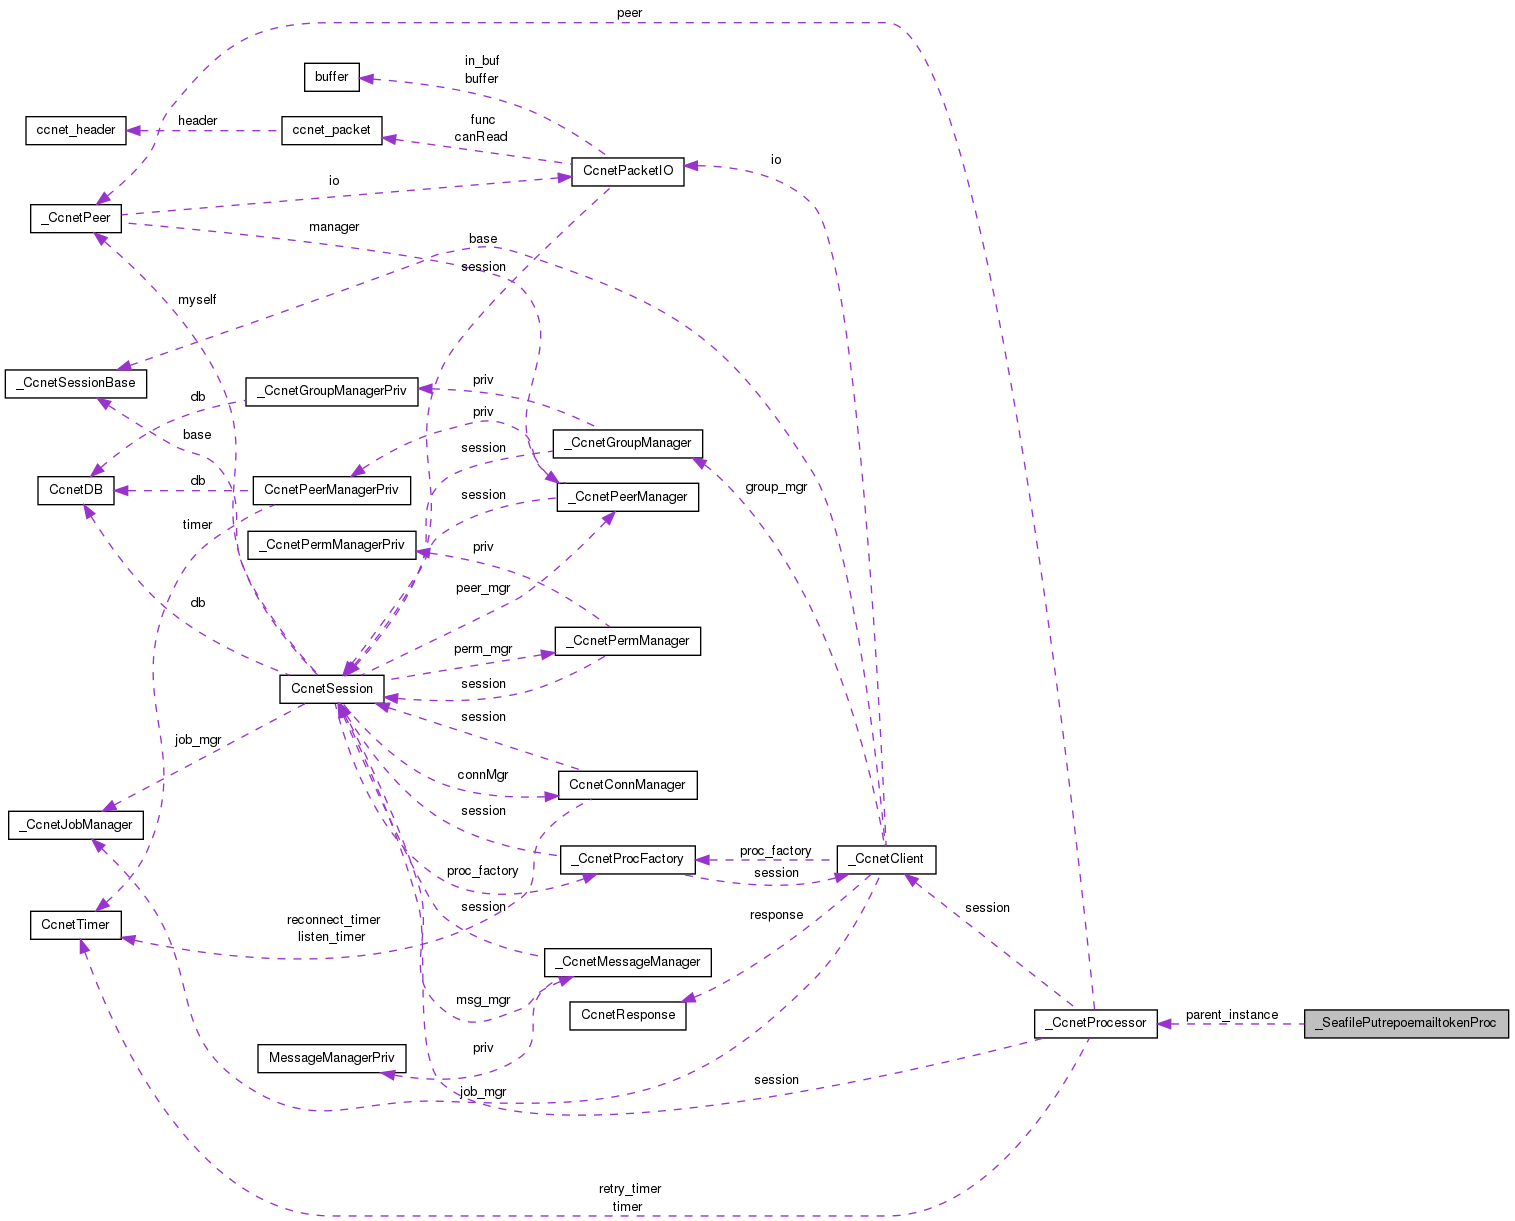 peer
in_buf
buffer
buffer
func
canRead
ccnet_header
header
ccnet_packet
CcnetPacketIO
io
io
_CcnetPeer
manager
base
session
myself
_CcnetSessionBase
_CcnetGroupManagerPriv
priv
db
priv
base
_CcnetGroupManager
session
CcnetDB
db
CcnetPeerManagerPriv
session
_CcnetPeerManager
group_mgr
timer
_CcnetPermManagerPriv
priv
peer_mgr
db
perm_mgr
_CcnetPermManager
session
CcnetSession
session
job_mgr
connMgr
CcnetConnManager
session
_CcnetJobManager
proc_factory
_CcnetProcFactory
proc_factory
session
_CcnetClient
session
response
session
reconnect_timer
listen_timer
CcnetTimer
_CcnetMessageManager
msg_mgr
CcnetResponse
_CcnetProcessor
parent_instance
_SeafilePutrepoemailtokenProc
MessageManagerPriv
priv
job_mgr
session
retry_timer
timer